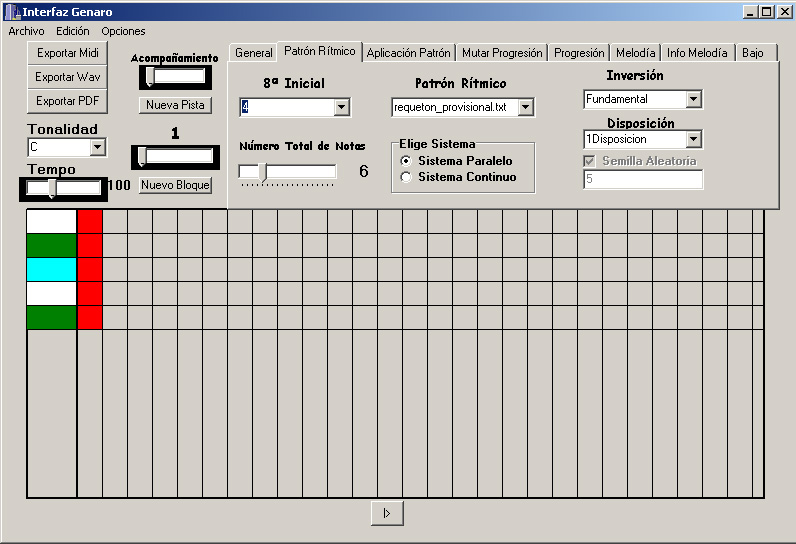 Interfaz Genaro
Archivo Edición Opciones
Exportar Midi
Exportar Wav
Exportar PDF
Tonalidad
C
Tempo
100
Acompañamiento
Nueva Pista
1
Nuevo Bloque
General Patrón Rítmico Aplicación Patrón Mutar Progresión Progresión Melodía Info Melodía Bajo
8ª Inicial
4
Número Total de Notas
6
Patrón Rítmico
requeton_provisional.txt
Elige Sistema
Sistema Paralelo
Sistema Continuo
Inversión
Fundamental
Disposición
1Disposicion
Semilla Aleatoria
5